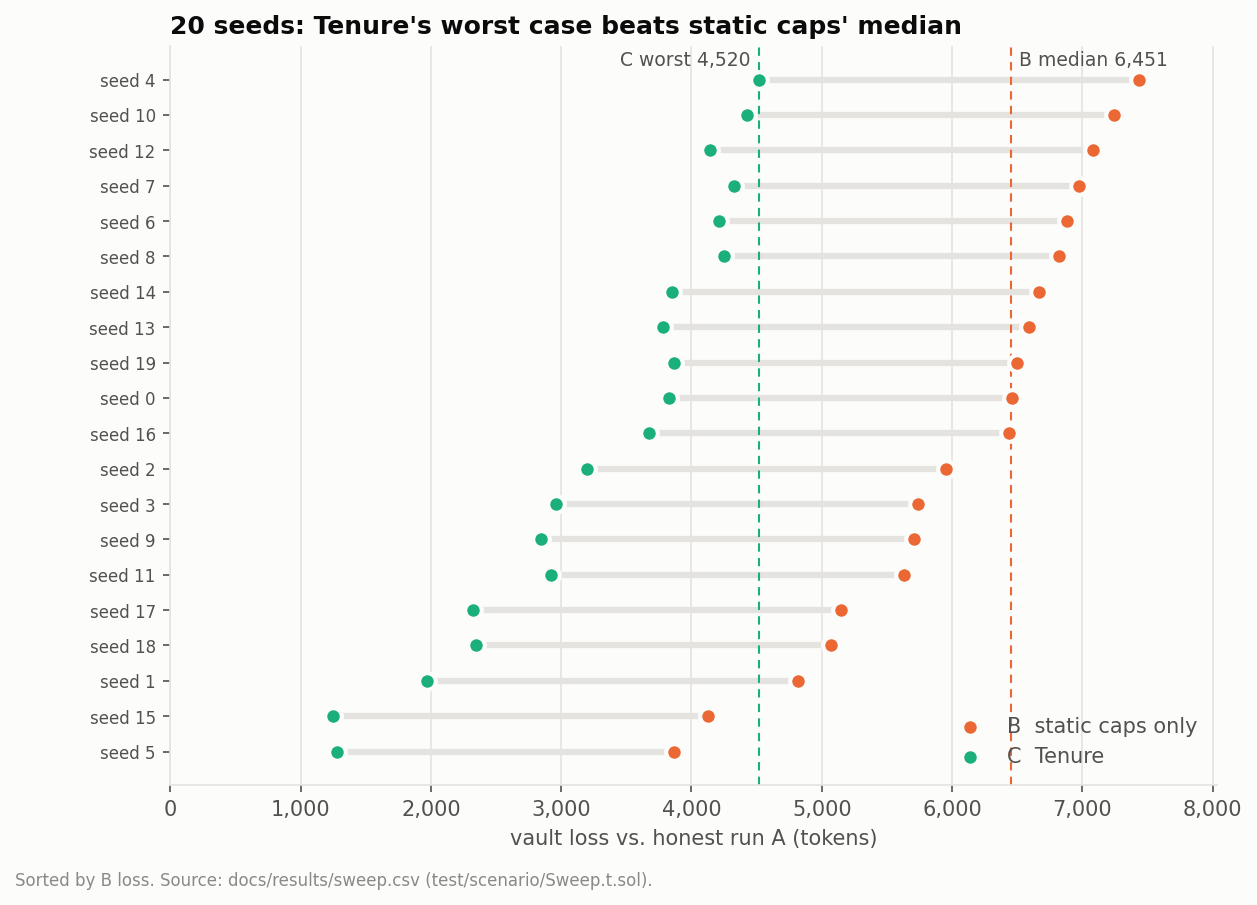 20 seeds: Tenure's worst case beats static caps' median
C worst 4,520
B median 6,451
seed 4
seed 10
seed 12
seed 7
seed 6
seed 8
seed 14
seed 13
seed 19
seed 0
seed 16
seed 2
seed 3
seed 9
seed 11
seed 17
seed 18
seed 1
seed 15
seed 5
B static caps only
C Tenure
0 1,000 2,000 3,000 4,000 5,000 6,000 7,000 8,000
vault loss vs. honest run A (tokens)
Sorted by B loss. Source: docs/results/sweep.csv (test/scenario/Sweep.t.sol).